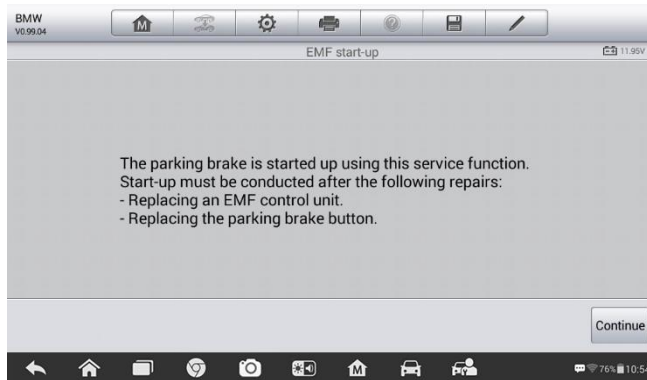 BMW
V0.99.04
EMF start-up
11.95V
The parking brake is started up using this service function.
Start-up must be conducted after the following repairs:
- Replacing an EMF control unit.
- Replacing the parking brake button.
Continue
76%